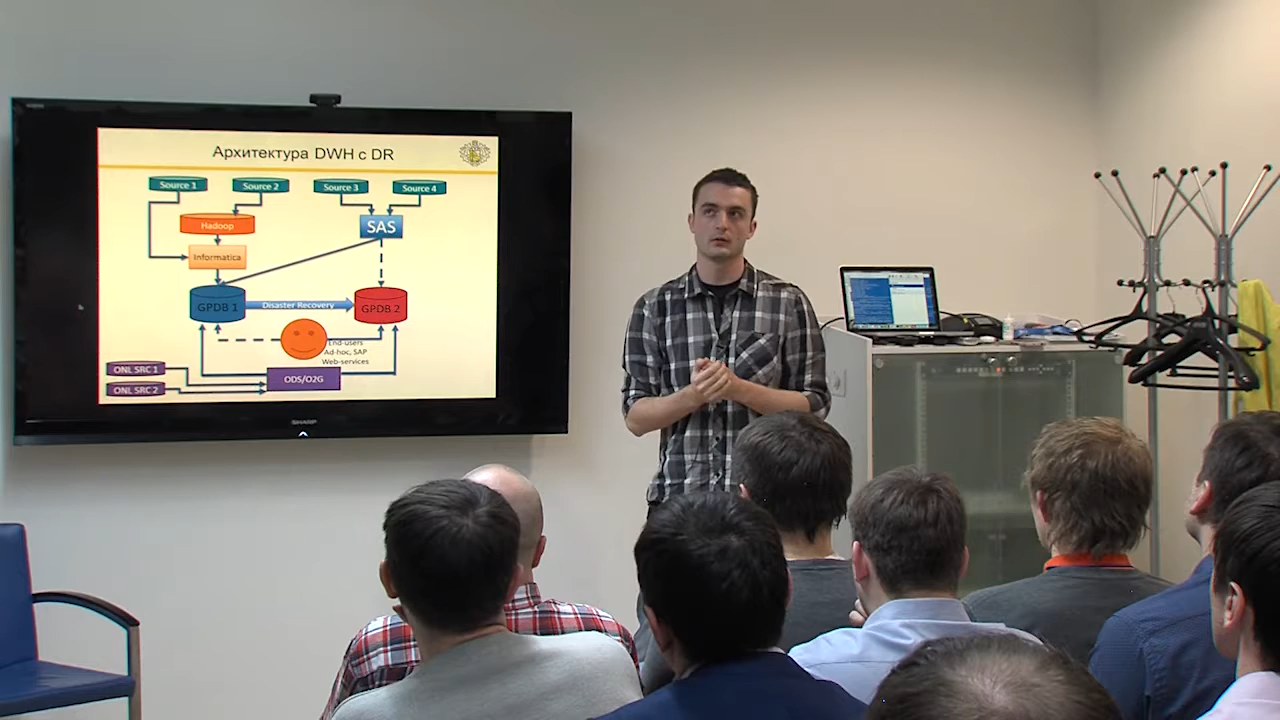 Архитектура DWH с DR
Source 1
Source 2
Source 3
Source 4
Hadoop
SAS
Informatica
GPDB 1
Disaster Recovery
GPDB 2
End-users
Ad-hoc, SAP
Web-services
ONL SRC 1
ODS/O2G
ONL SRC 2
SHARP